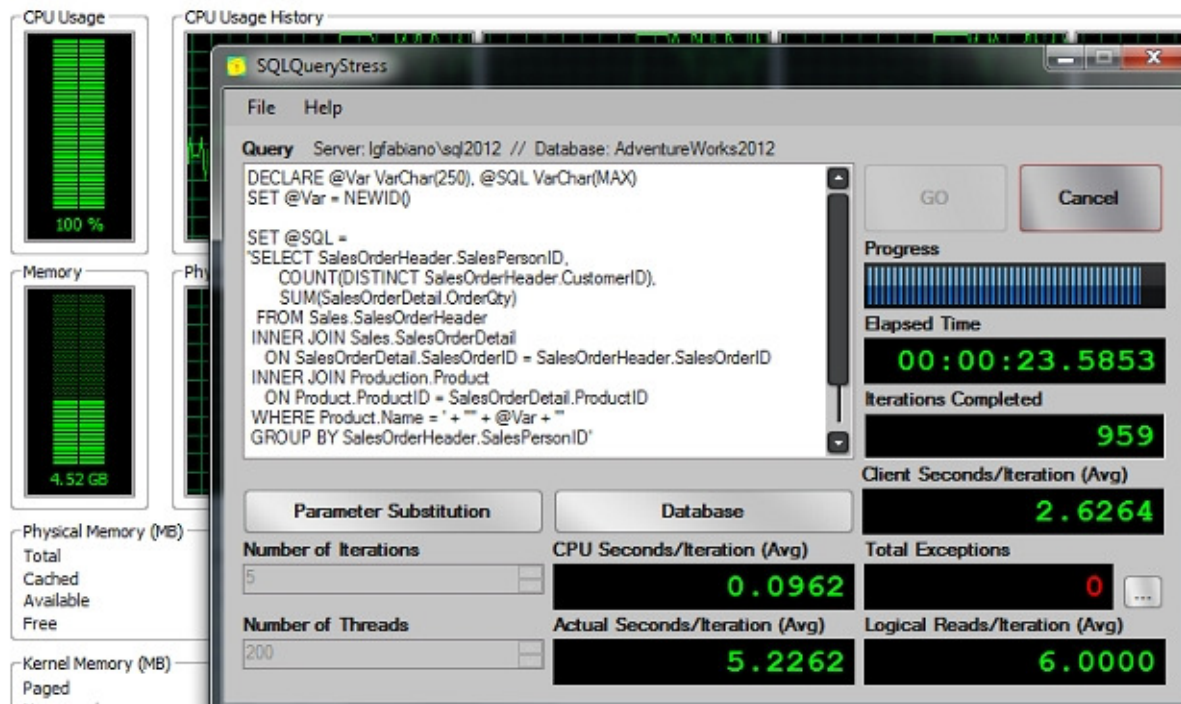 CPU Usage
CPU Usage History
100 %
Memory
4.52 GB
Physical Memory (MB)
Total
Cached
Available
Free
Kernel Memory (MB)
Paged
SQLQueryStress
File Help
Query Server: lgfabiano\sql2012 // Database: AdventureWorks2012
DECLARE @Var VarChar(250), @SQL VarChar(MAX)
SET @Var = NEWID()
SET @SQL =
'SELECT SalesOrderHeader.SalesPersonID,
COUNT(DISTINCT SalesOrderHeader.CustomerID),
SUM(SalesOrderDetail.OrderQty)
FROM Sales.SalesOrderHeader
INNER JOIN Sales.SalesOrderDetail
ON SalesOrderDetail.SalesOrderID = SalesOrderHeader.SalesOrderID
INNER JOIN Production.Product
ON Product.ProductID = SalesOrderDetail.ProductID
WHERE Product.Name = ' + '''' + @Var + ''''
GROUP BY SalesOrderHeader.SalesPersonID'
GO
Cancel
Progress
Elapsed Time
00:00:23.5853
Iterations Completed
959
Client Seconds/Iteration (Avg)
2.6264
Parameter Substitution
Database
Number of Iterations
5
CPU Seconds/Iteration (Avg)
0.0962
Total Exceptions
0
...
Number of Threads
200
Actual Seconds/Iteration (Avg)
5.2262
Logical Reads/Iteration (Avg)
6.0000